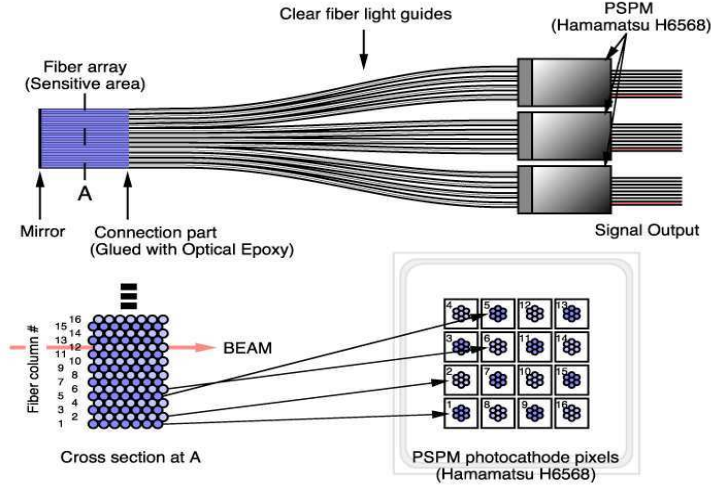 Clear fiber light guides
PSPM
(Hamamatsu H6568)
Fiber array
(Sensitive area)
A
Mirror
Connection part
(Glued with Optical Epoxy)
Signal Output
Fiber column #
16
15
14
13
12
11
10
9
8
7
6
5
4
3
2
1
BEAM
4 5 12 13
3 6 11 14
2 7 10 15
1 8 9 16
Cross section at A
PSPM photocathode pixels
(Hamamatsu H6568)